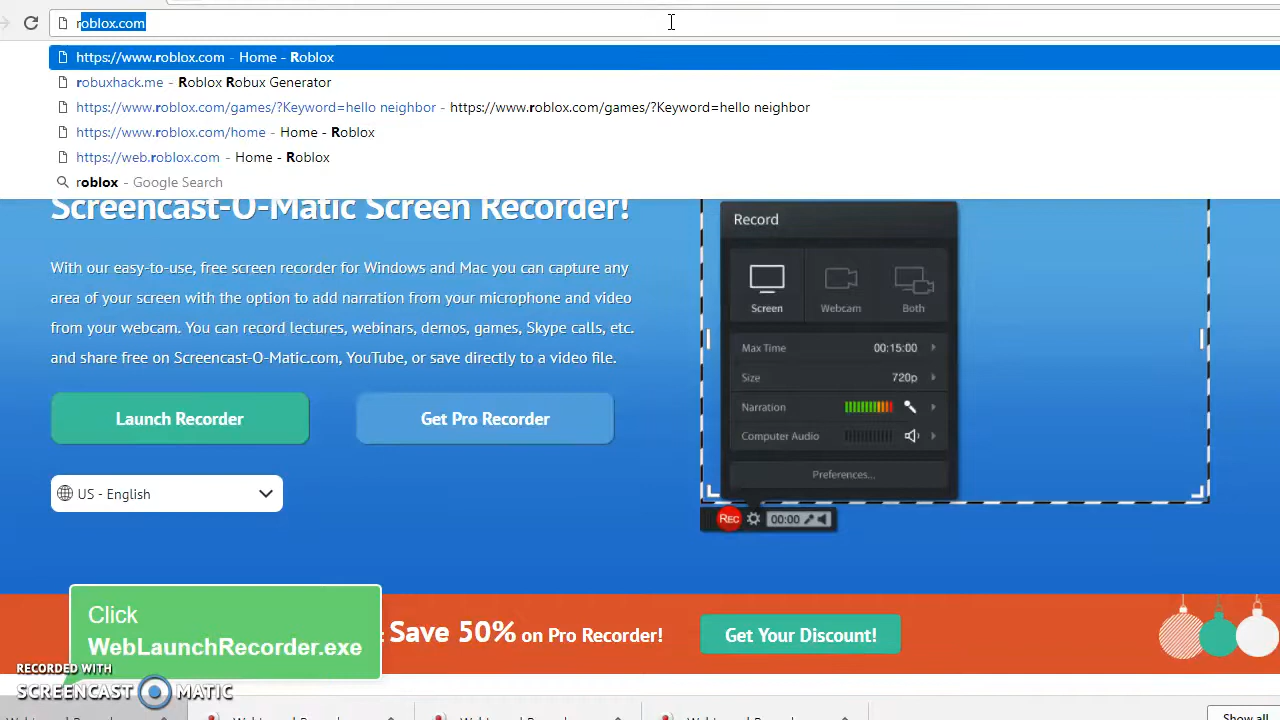 roblox.com
https://www.roblox.com - Home - Roblox
robuxhack.me - Roblox Robux Generator
https://www.roblox.com/games/?Keyword=hello neighbor - https://www.roblox.com/games/?Keyword=hello neighbor
https://www.roblox.com/home - Home - Roblox
https://web.roblox.com - Home - Roblox
roblox - Google Search
Screencast-O-Matic Screen Recorder!
With our easy-to-use, free screen recorder for Windows and Mac you can capture any
area of your screen with the option to add narration from your microphone and video
from your webcam. You can record lectures, webinars, demos, games, Skype calls, etc.
and share free on Screencast-O-Matic.com, YouTube, or save directly to a video file.
Launch Recorder
Get Pro Recorder
US - English
Record
Screen
Webcam
Both
Max Time 00:15:00
Size 720p
Narration
Computer Audio
Preferences...
REC 00:00
Click
WebLaunchRecorder.exe
Save 50% on Pro Recorder!
Get Your Discount!
RECORDED WITH
SCREENCAST MATIC
Show all